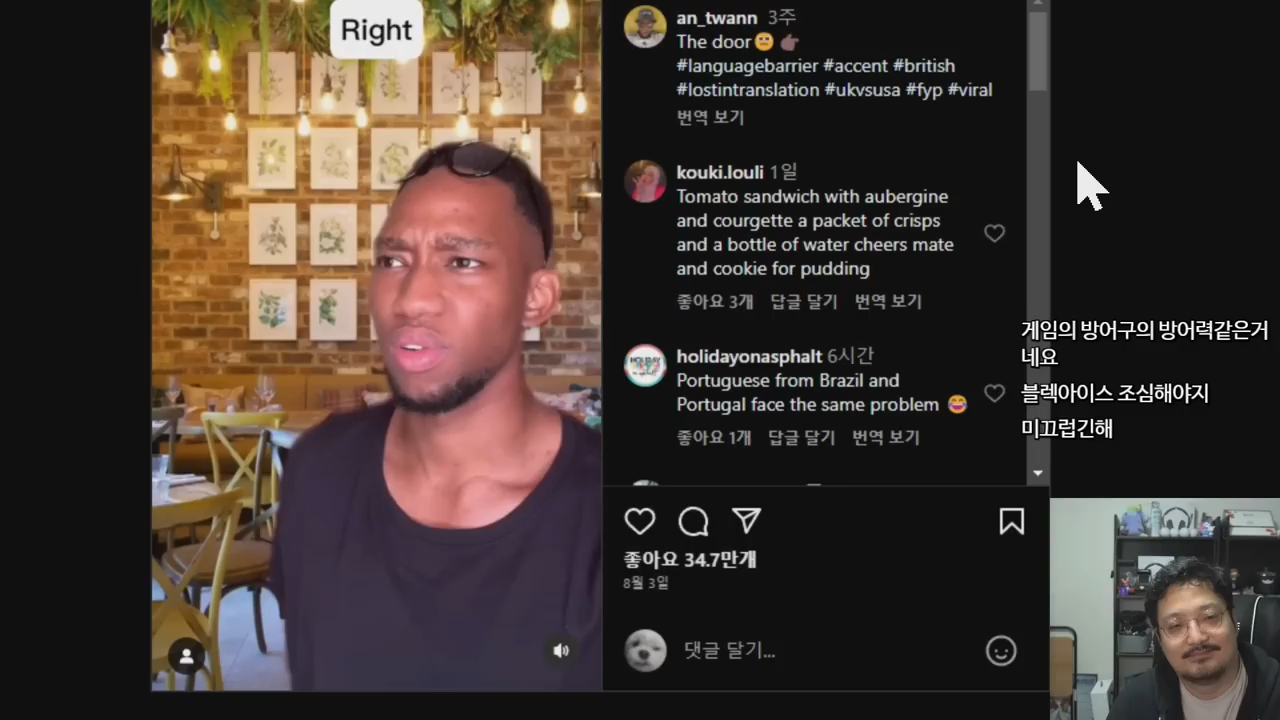 Right
an_twann 3주
The door😬👉🏾
#languagebarrier #accent #british
#lostintranslation #ukvsusa #fyp #viral
번역 보기
kouki.louli 1일
Tomato sandwich with aubergine
and courgette a packet of crisps
and a bottle of water cheers mate
and cookie for pudding
좋아요 3개 답글 달기 번역 보기
holidayonasphalt 6시간
Portuguese from Brazil and
Portugal face the same problem 😂
좋아요 1개 답글 달기 번역 보기
좋아요 34.7만개
8월 3일
댓글 달기...
게임의 방어구의 방어력같은거
네요
블렉아이스 조심해야지
미끄럽긴해